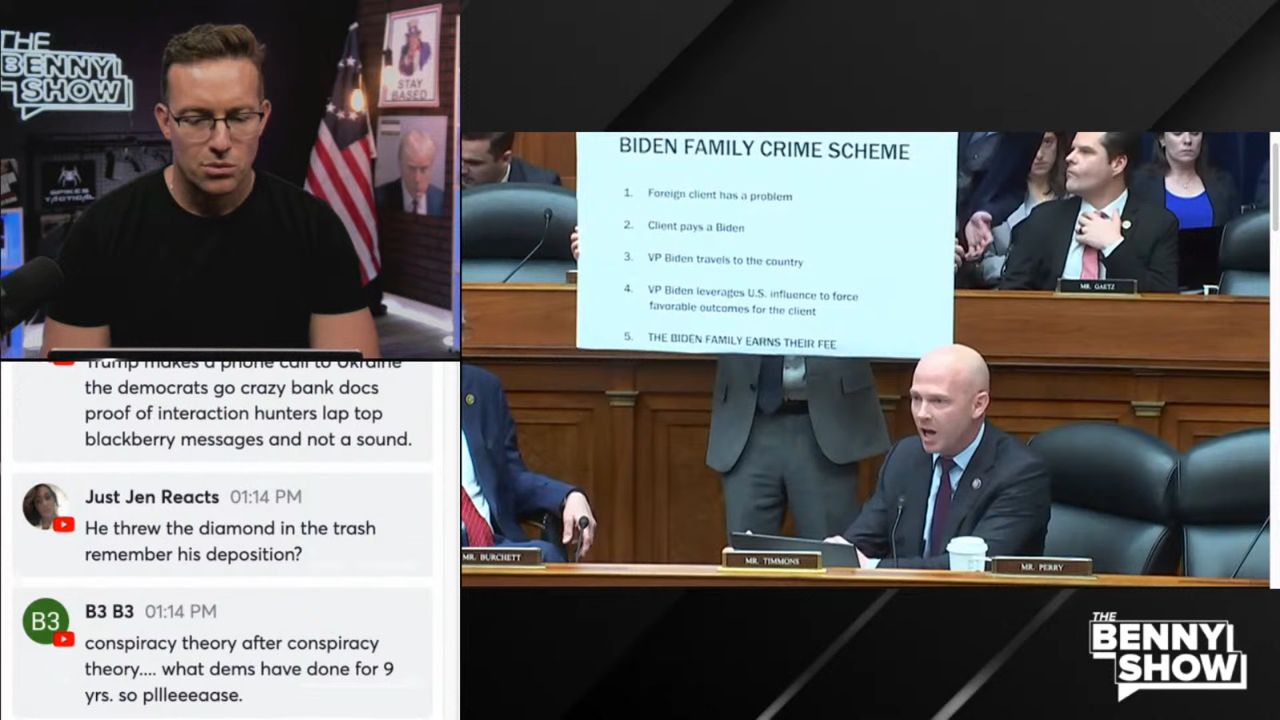 THE
BENNY
SHOW
STAY
BASED
SPIKE'S
TACTICAL
Trump makes a phone call to Ukraine
the democrats go crazy bank docs
proof of interaction hunters lap top
blackberry messages and not a sound.
Just Jen Reacts 01:14 PM
He threw the diamond in the trash
remember his deposition?
B3
B3 B3 01:14 PM
conspiracy theory after conspiracy
theory.... what dems have done for 9
yrs. so pllleeeaase.
BIDEN FAMILY CRIME SCHEME
1. Foreign client has a problem
2. Client pays a Biden
3. VP Biden travels to the country
4. VP Biden leverages U.S. influence to force
favorable outcomes for the client
5. THE BIDEN FAMILY EARNS THEIR FEE
MR. GAETZ
MR. BURCHETT
MR. TIMMONS
MR. PERRY
THE
BENNY
SHOW